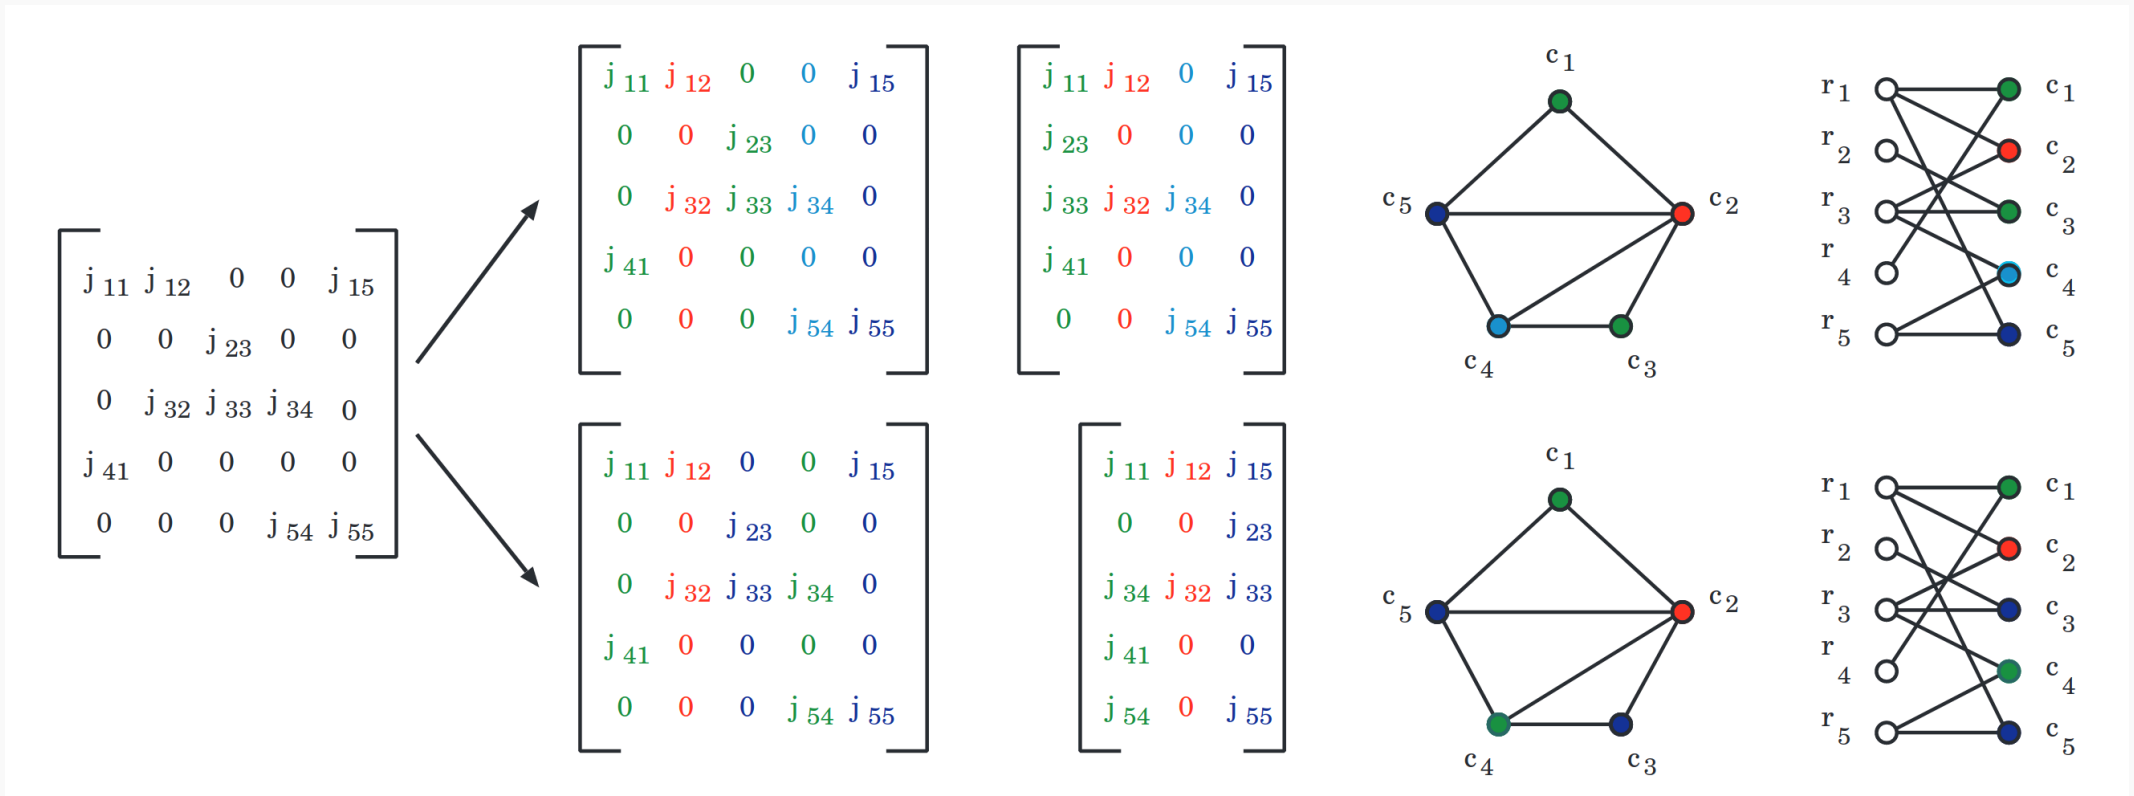 j11 j12 0 0 j15
0 0 j23 0 0
0 j32 j33 j34 0
j41 0 0 0 0
0 0 0 j54 j55
j11 j12 0 0 j15
0 0 j23 0 0
0 j32 j33 j34 0
j41 0 0 0 0
0 0 0 j54 j55
j11 j12 0 j15
j23 0 0 0
j33 j32 j34 0
j41 0 0 0
0 0 j54 j55
c1
c5 c2
c4 c3
r1 c1
r2 c2
r3 c3
r4 c4
r5 c5
j11 j12 0 0 j15
0 0 j23 0 0
0 j32 j33 j34 0
j41 0 0 0 0
0 0 0 j54 j55
j11 j12 j15
0 0 j23
j34 j32 j33
j41 0 0
j54 0 j55
c1
c5 c2
c4 c3
r1 c1
r2 c2
r3 c3
r4 c4
r5 c5